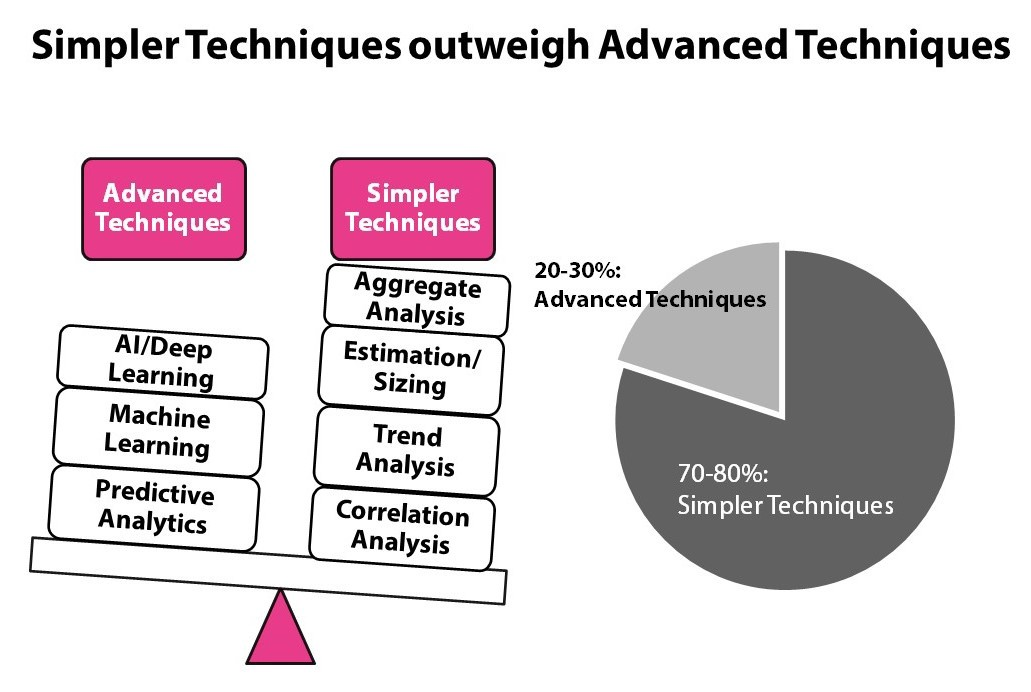 Simpler Techniques outweigh Advanced Techniques
Advanced
Techniques
AI/Deep
Learning
Machine
Learning
Predictive
Analytics
Simpler
Techniques
Aggregate
Analysis
Estimation/
Sizing
Trend
Analysis
Correlation
Analysis
20-30%:
Advanced Techniques
70-80%:
Simpler Techniques